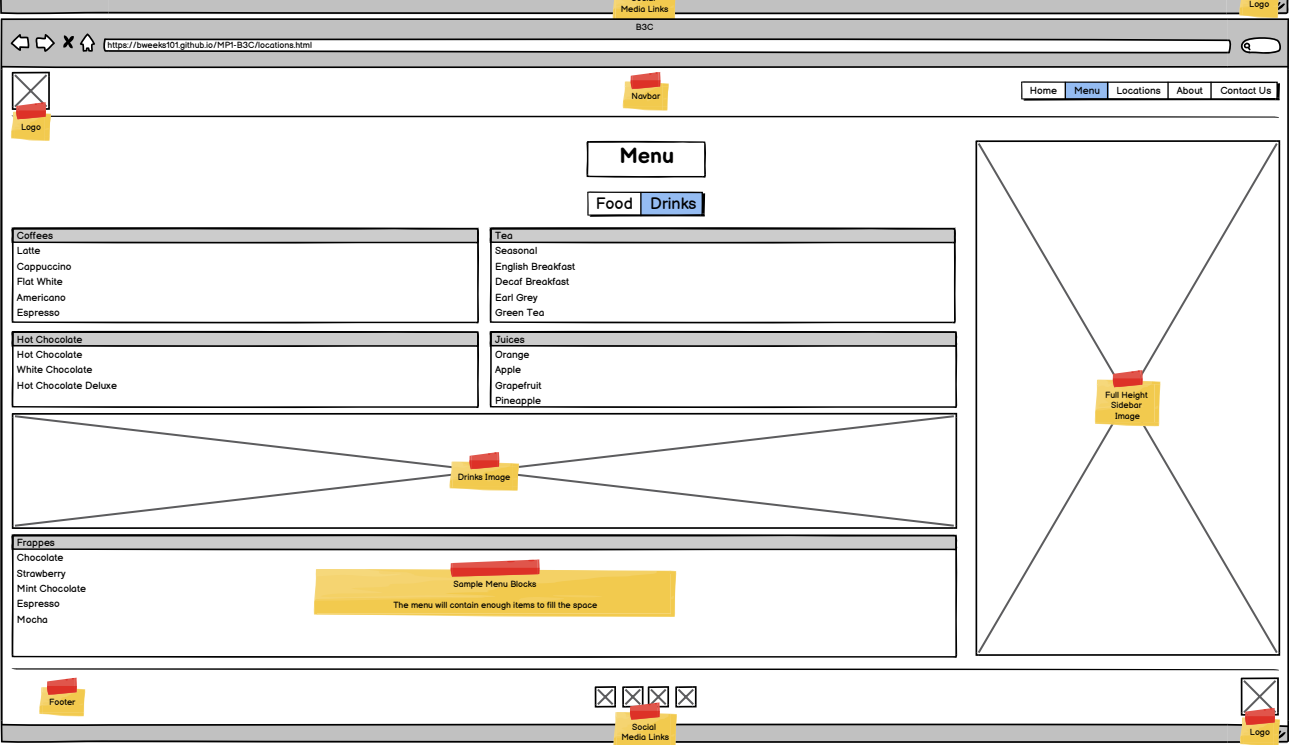 Social
Media Links
Logo
B3C
https://bweeks101.github.io/MP1-B3C/locations.html
Logo
Navbar
Home Menu Locations About Contact Us
Menu
Food Drinks
Coffees
Latte
Cappuccino
Flat White
Americano
Espresso
Tea
Seasonal
English Breakfast
Decaf Breakfast
Earl Grey
Green Tea
Hot Chocolate
Hot Chocolate
White Chocolate
Hot Chocolate Deluxe
Juices
Orange
Apple
Grapefruit
Pineapple
Drinks Image
Full Height
Sidebar
Image
Frappes
Chocolate
Strawberry
Mint Chocolate
Espresso
Mocha
Sample Menu Blocks
The menu will contain enough items to fill the space
Footer
Social
Media Links
Logo